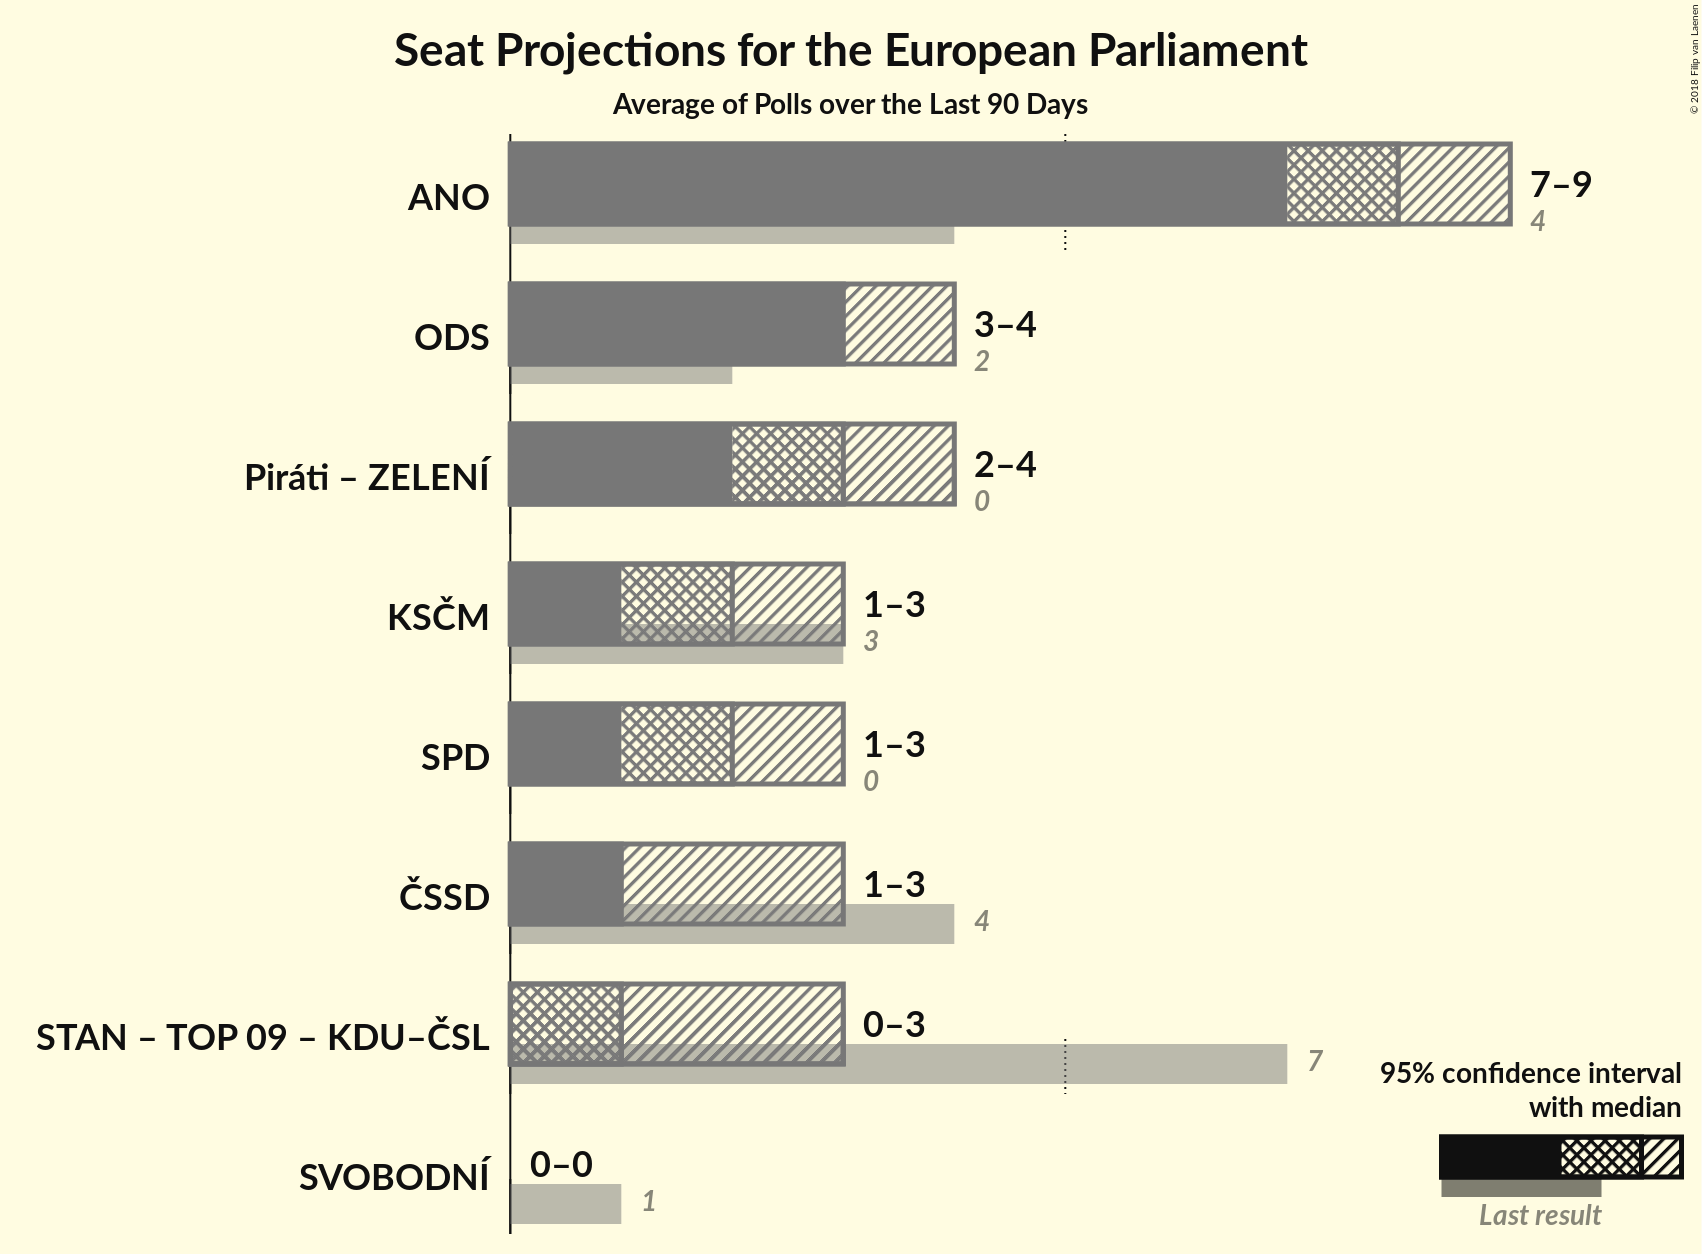 Seat Projections for the European Parliament
Average of Polls over the Last 90 Days
© 2018 Filip van Laenen
ANO
7–9
4
ODS
3–4
2
Piráti – ZELENÍ
2–4
0
KSČM
1–3
3
SPD
1–3
0
ČSSD
1–3
4
STAN – TOP 09 – KDU–ČSL
0–3
7
SVOBODNÍ
0–0
1
95% confidence interval
with median
Last result